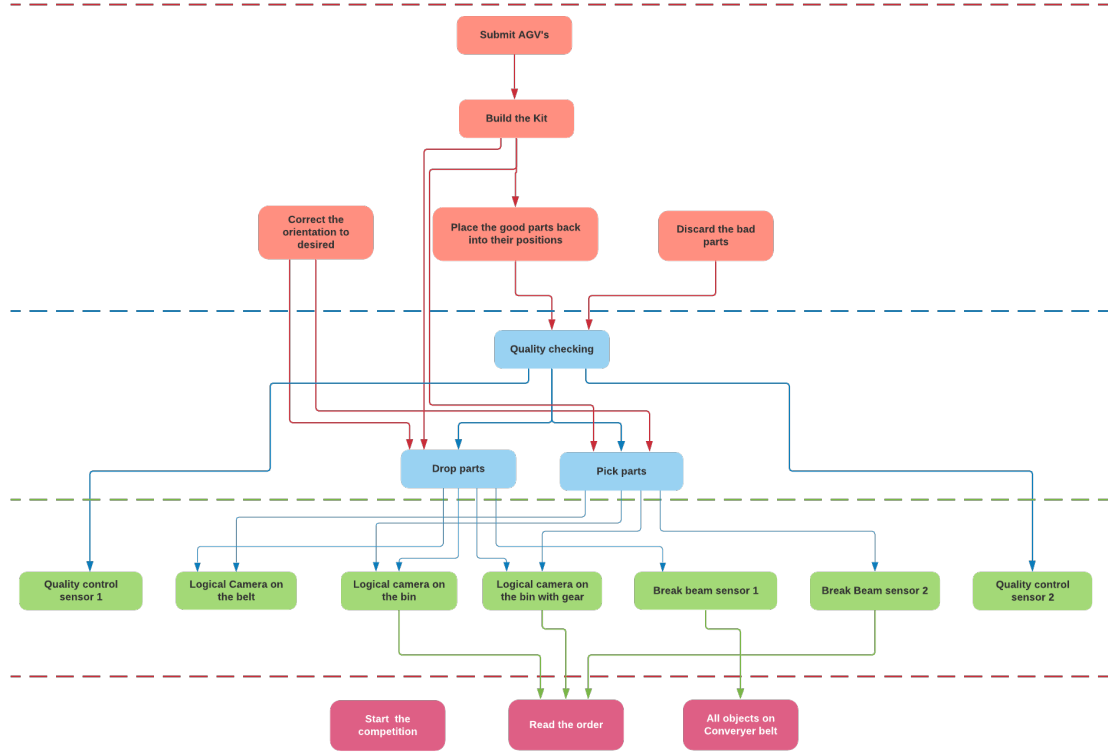 Submit AGV's
Build the Kit
Correct the
orientation to
desired
Place the good parts back
into their positions
Discard the bad
parts
Quality checking
Drop parts
Pick parts
Quality control
sensor 1
Logical Camera on
the belt
Logical camera on
the bin
Logical camera on
the bin with gear
Break beam sensor 1
Break Beam sensor 2
Quality control
sensor 2
Start the
competition
Read the order
All objects on
Converyer belt